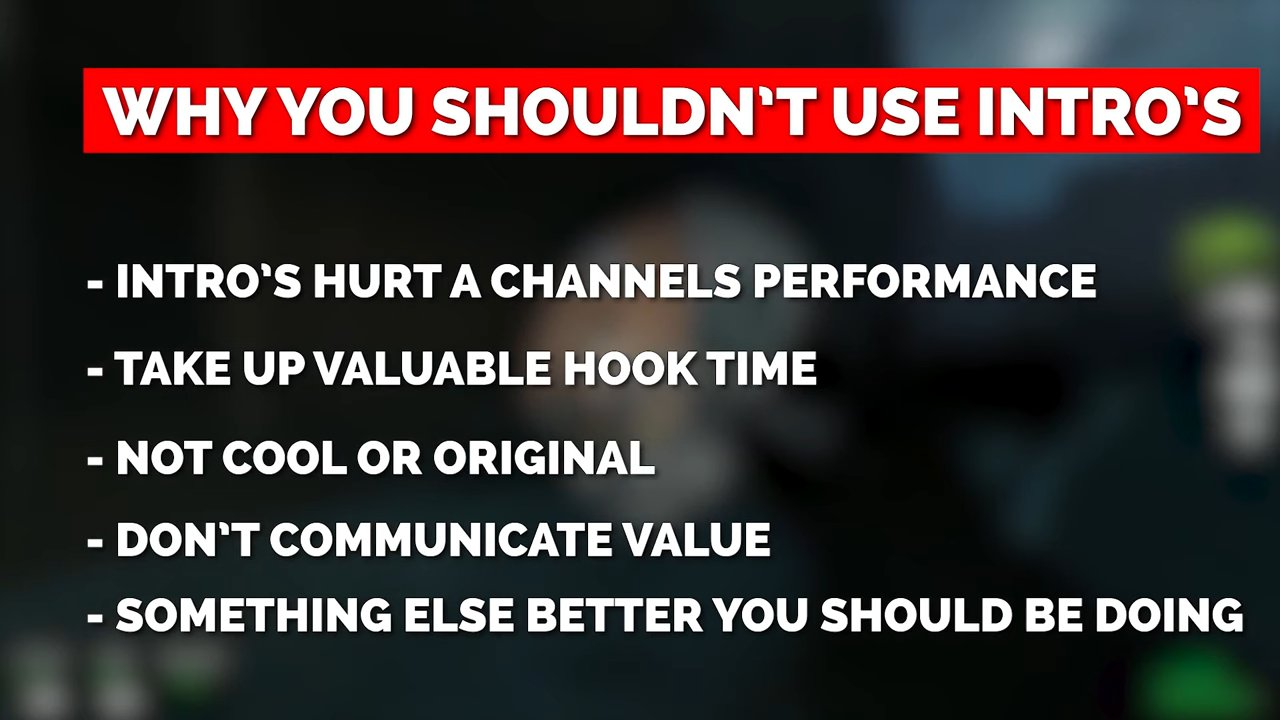 WHY YOU SHOULDN'T USE INTRO'S
- INTRO'S HURT A CHANNELS PERFORMANCE
- TAKE UP VALUABLE HOOK TIME
- NOT COOL OR ORIGINAL
- DON'T COMMUNICATE VALUE
- SOMETHING ELSE BETTER YOU SHOULD BE DOING